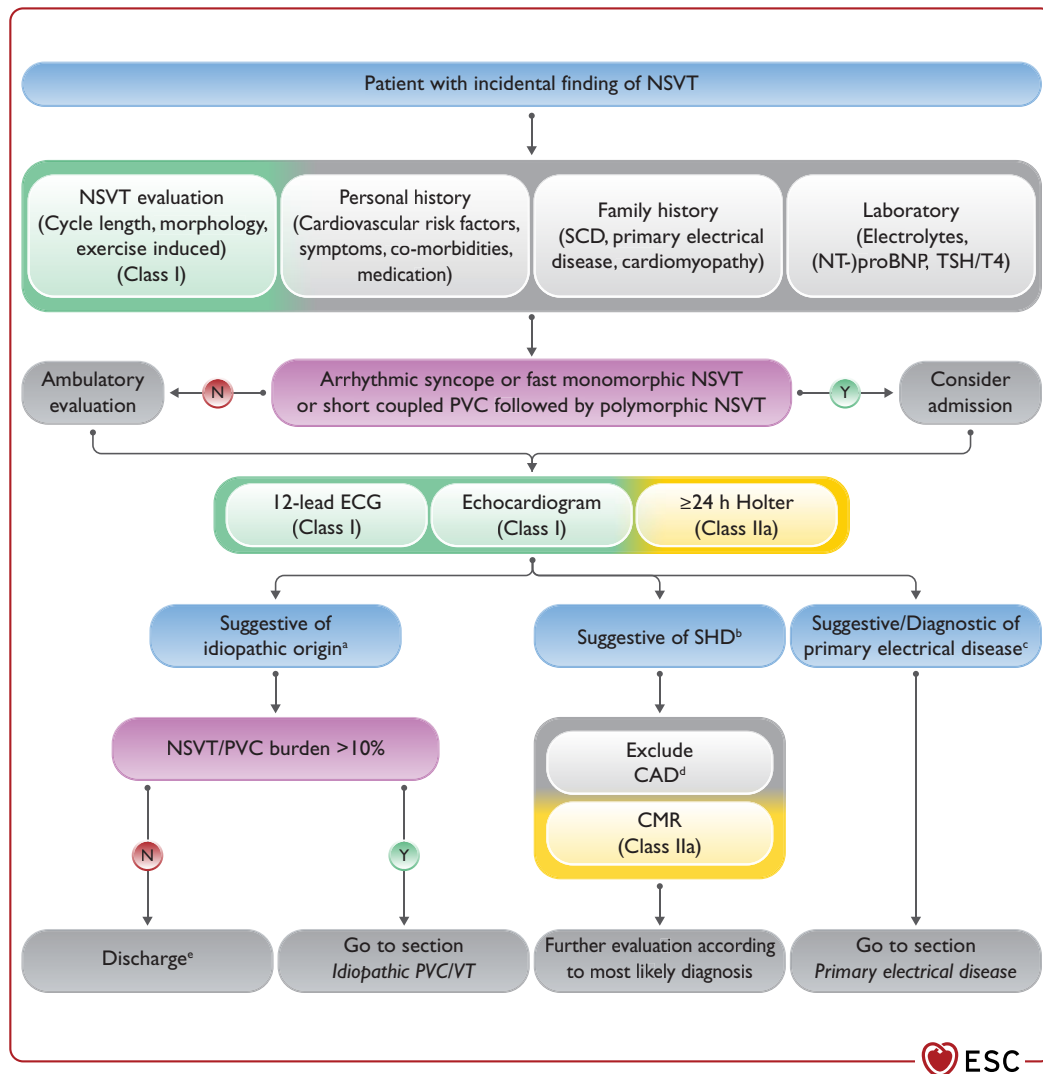 Patient with incidental finding of NSVT
NSVT evaluation
(Cycle length, morphology,
exercise induced)
(Class I)
Personal history
(Cardiovascular risk factors,
symptoms, co-morbidities,
medication)
Family history
(SCD, primary electrical
disease, cardiomyopathy)
Laboratory
(Electrolytes,
(NT-)proBNP, TSH/T4)
Ambulatory
evaluation
N
Arrhythmic syncope or fast monomorphic NSVT
or short coupled PVC followed by polymorphic NSVT
Y
Consider
admission
12-lead ECG
(Class I)
Echocardiogram
(Class I)
≥24 h Holter
(Class IIa)
Suggestive of
idiopathic originᵃ
Suggestive of SHDᵇ
Suggestive/Diagnostic of
primary electrical diseaseᶜ
NSVT/PVC burden >10%
Exclude
CADᵈ
CMR
(Class IIa)
N
Y
Dischargeᵉ
Go to section
Idiopathic PVC/VT
Further evaluation according
to most likely diagnosis
Go to section
Primary electrical disease
ESC